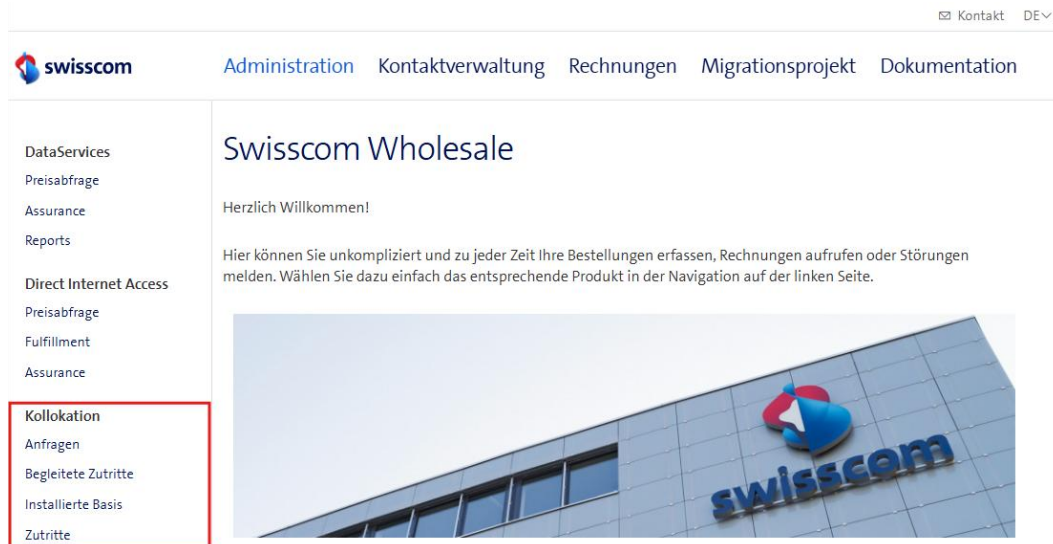 Kontakt DE
swisscom
Administration Kontaktverwaltung Rechnungen Migrationsprojekt Dokumentation
DataServices
Preisabfrage
Assurance
Reports
Direct Internet Access
Preisabfrage
Fulfillment
Assurance
Kollokation
Anfragen
Begleitete Zutritte
Installierte Basis
Zutritte
Swisscom Wholesale
Herzlich Willkommen!
Hier können Sie unkompliziert und zu jeder Zeit Ihre Bestellungen erfassen, Rechnungen aufrufen oder Störungen
melden. Wählen Sie dazu einfach das entsprechende Produkt in der Navigation auf der linken Seite.
swisscom